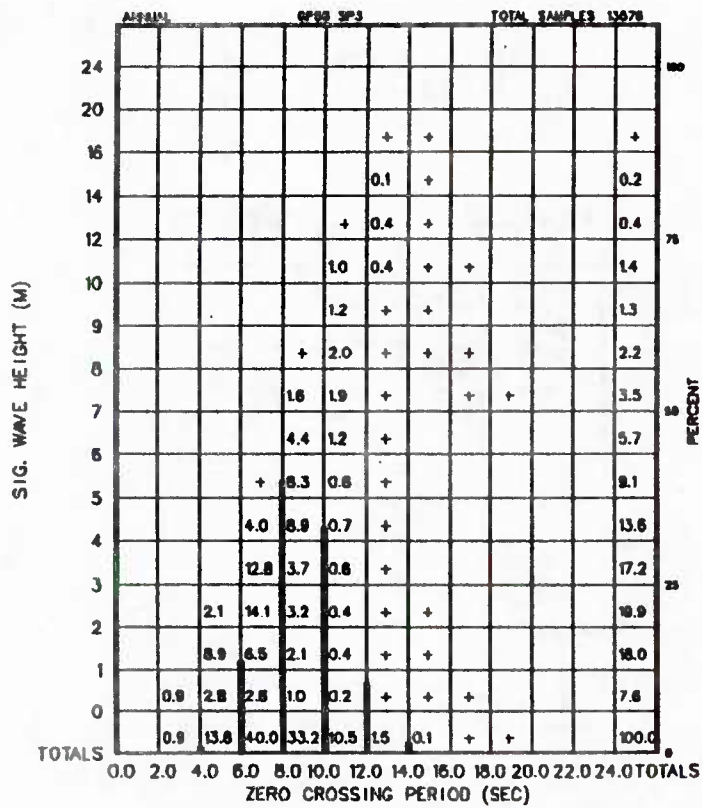 ANNUAL TOTAL SAMPLES 13678
24 100
20
+ + +
16
0.1 + 0.2
14
+ 0.4 + 0.4
12 75
1.0 0.4 + + 1.4
10
1.2 + + 1.3
9
+ 2.0 + + + 2.2
8
1.6 1.9 + + + 3.5
7 50
4.4 1.2 + 5.7
6
+ 8.3 0.6 + 9.1
5
4.0 8.9 0.7 + 13.6
4
12.8 3.7 0.6 + 17.2
3 25
2.1 14.1 3.2 0.4 + + 19.9
2
8.9 6.5 2.1 0.4 + + 18.0
1
0.9 2.8 2.6 1.0 0.2 + + + 7.6
0
0.9 13.8 40.0 33.2 10.5 1.5 0.1 + + 100.0
TOTALS 0
0.0 2.0 4.0 6.0 8.0 10.0 12.0 14.0 16.0 18.0 20.0 22.0 24.0 TOTALS
ZERO CROSSING PERIOD (SEC)
SIG. WAVE HEIGHT (M)
PERCENT